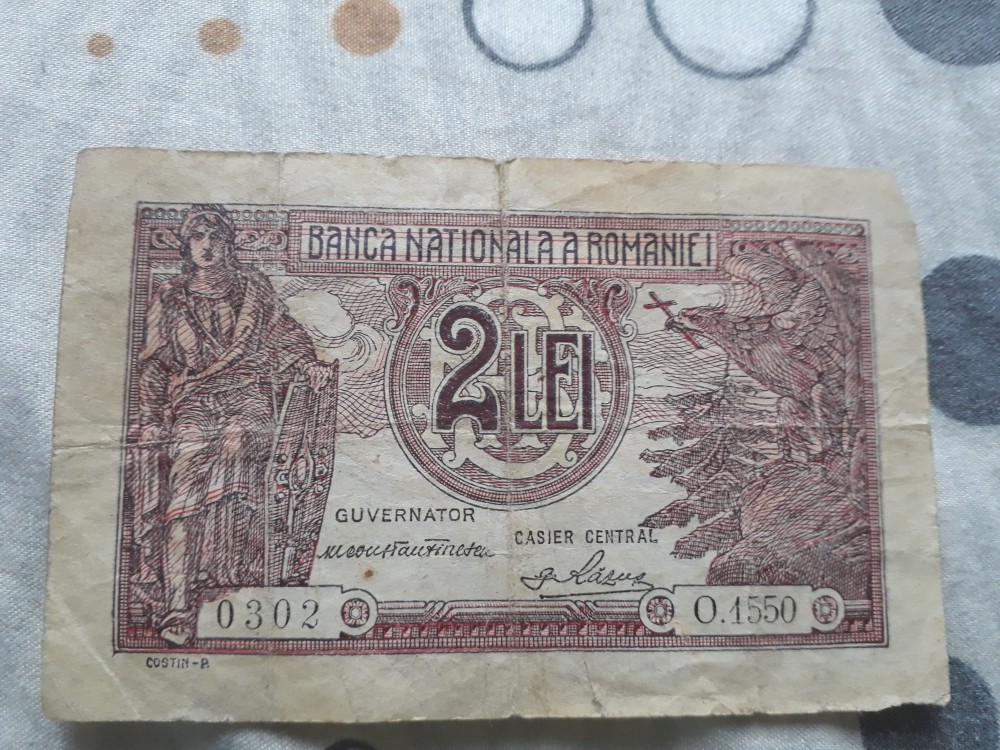 BANCA NATIONALA A ROMANIEI
2 LEI
GUVERNATOR
CASIER CENTRAL
0302
O.1550
COSTIN-P.